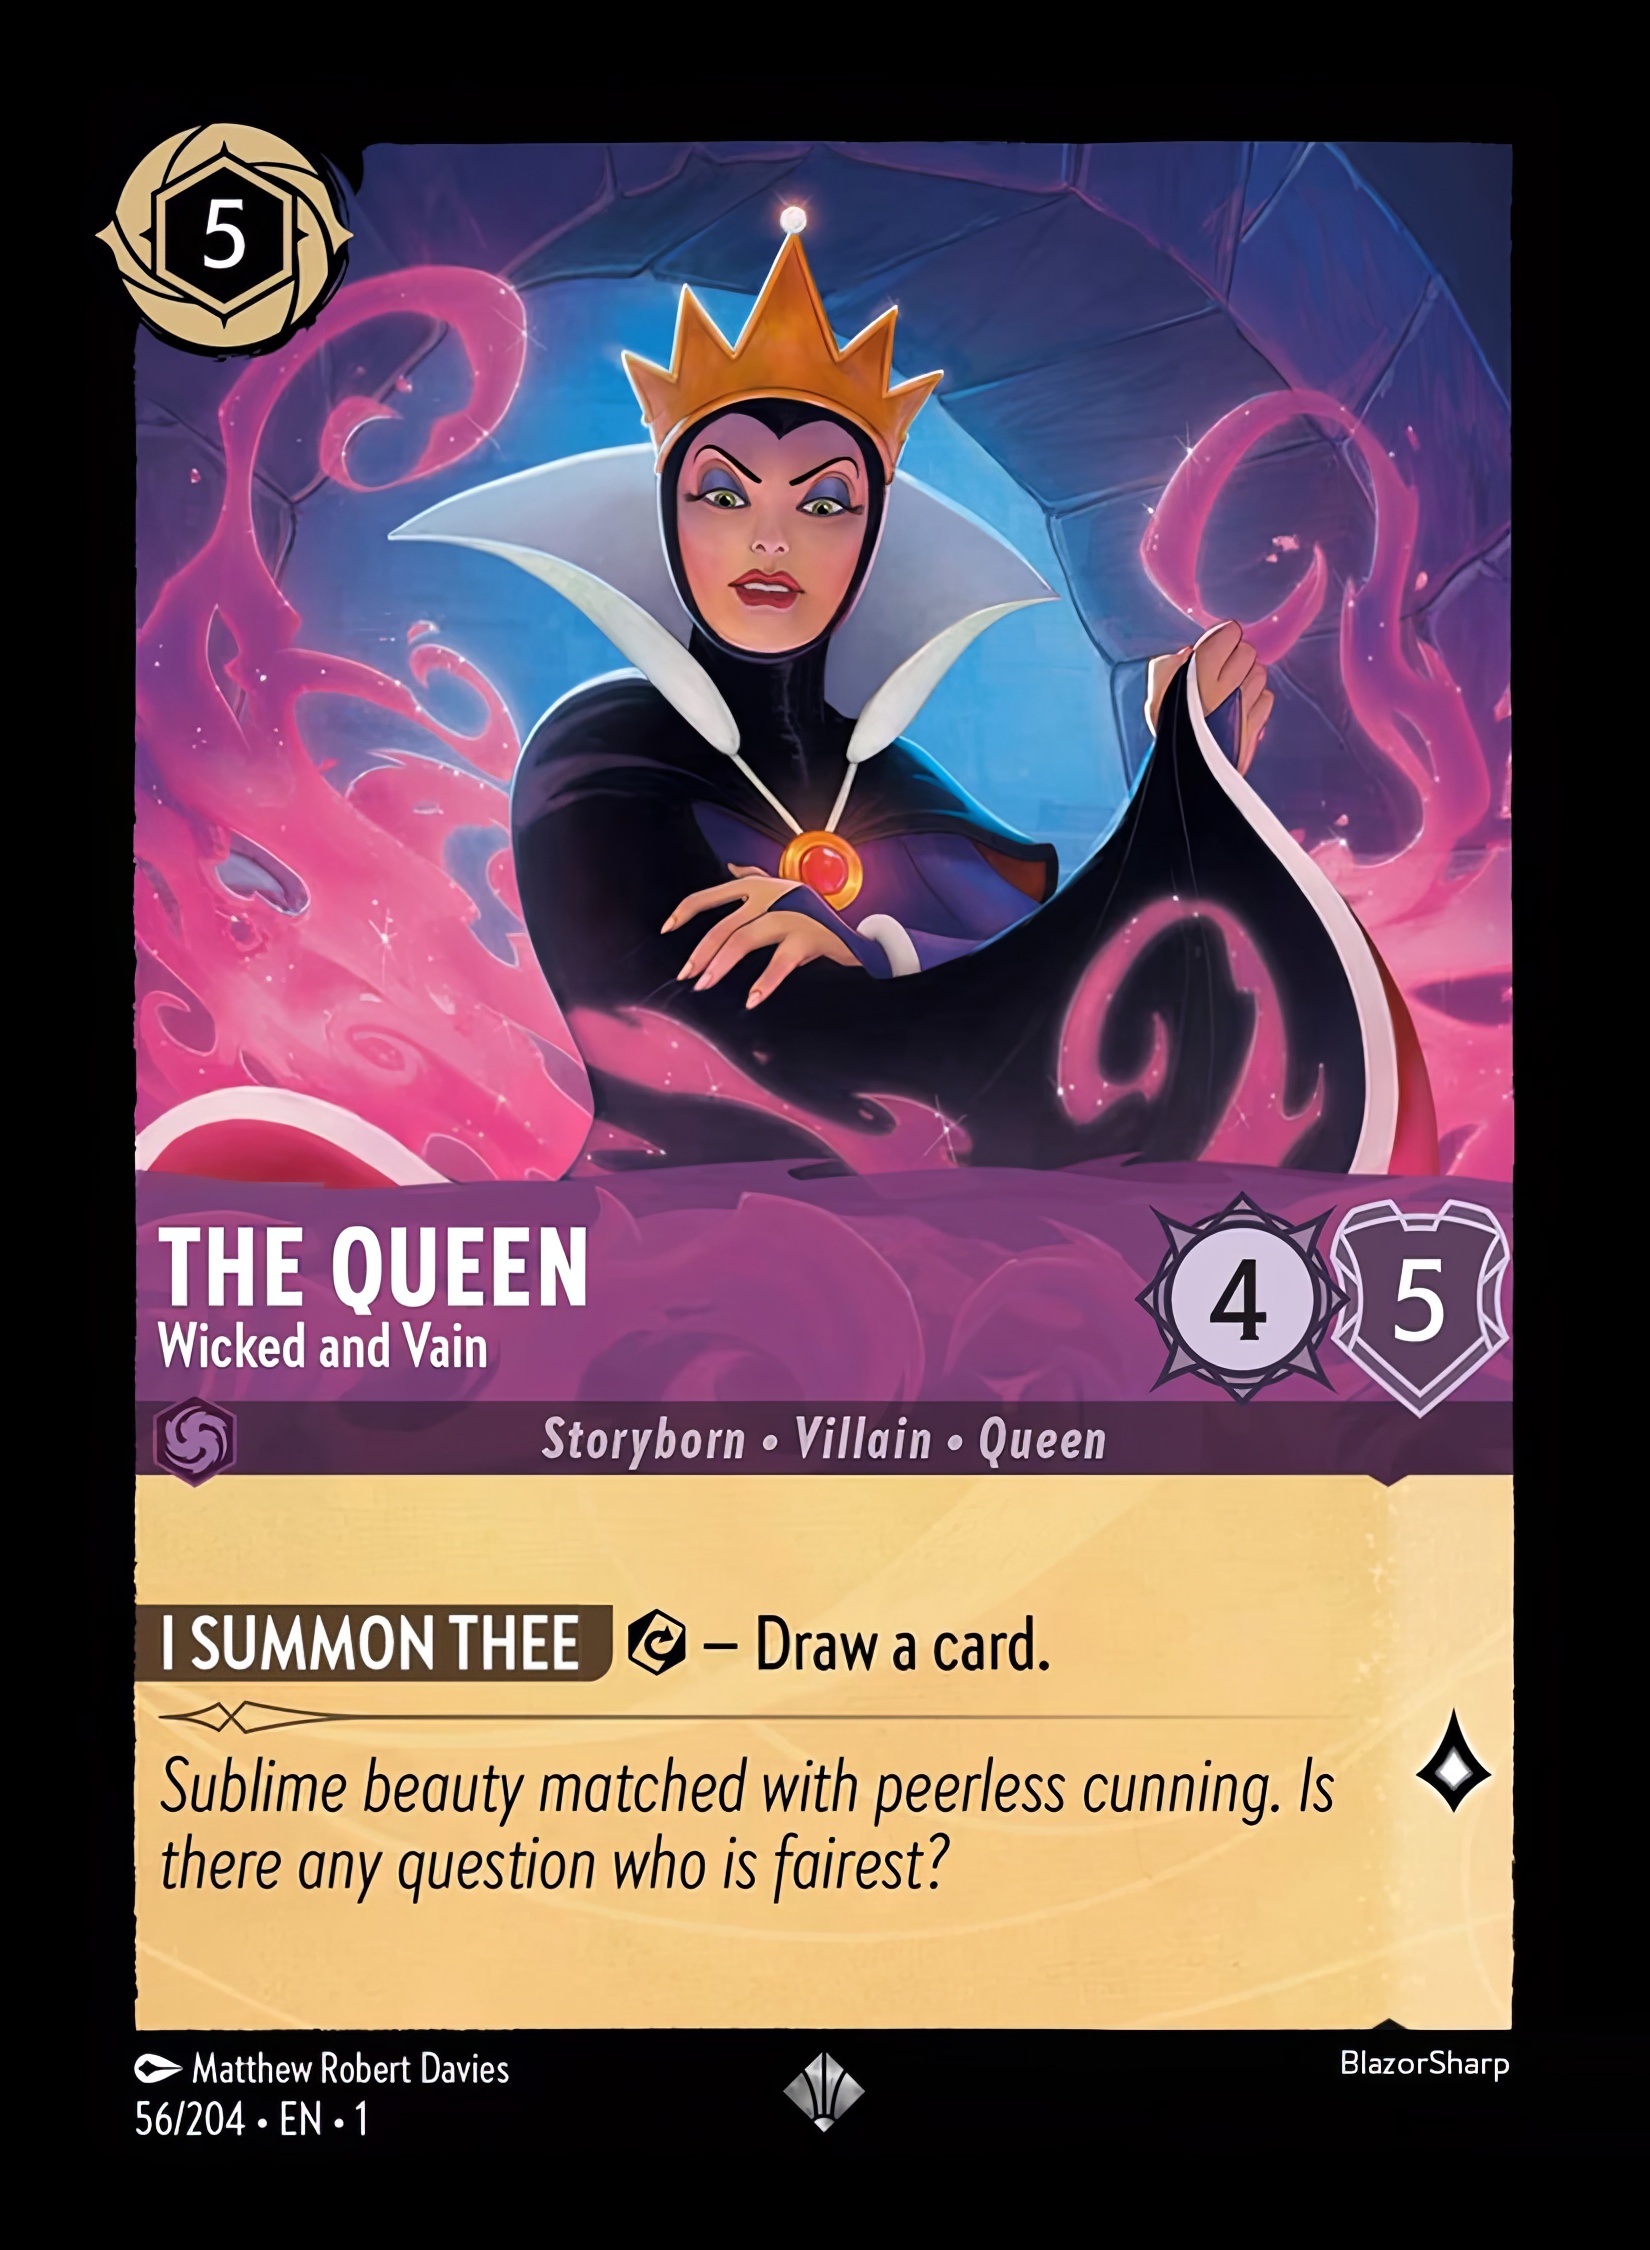 5
THE QUEEN
Wicked and Vain
4 5
Storyborn • Villain • Queen
I SUMMON THEE — Draw a card.
Sublime beauty matched with peerless cunning. Is
there any question who is fairest?
Matthew Robert Davies
BlazorSharp
56/204 • EN • 1